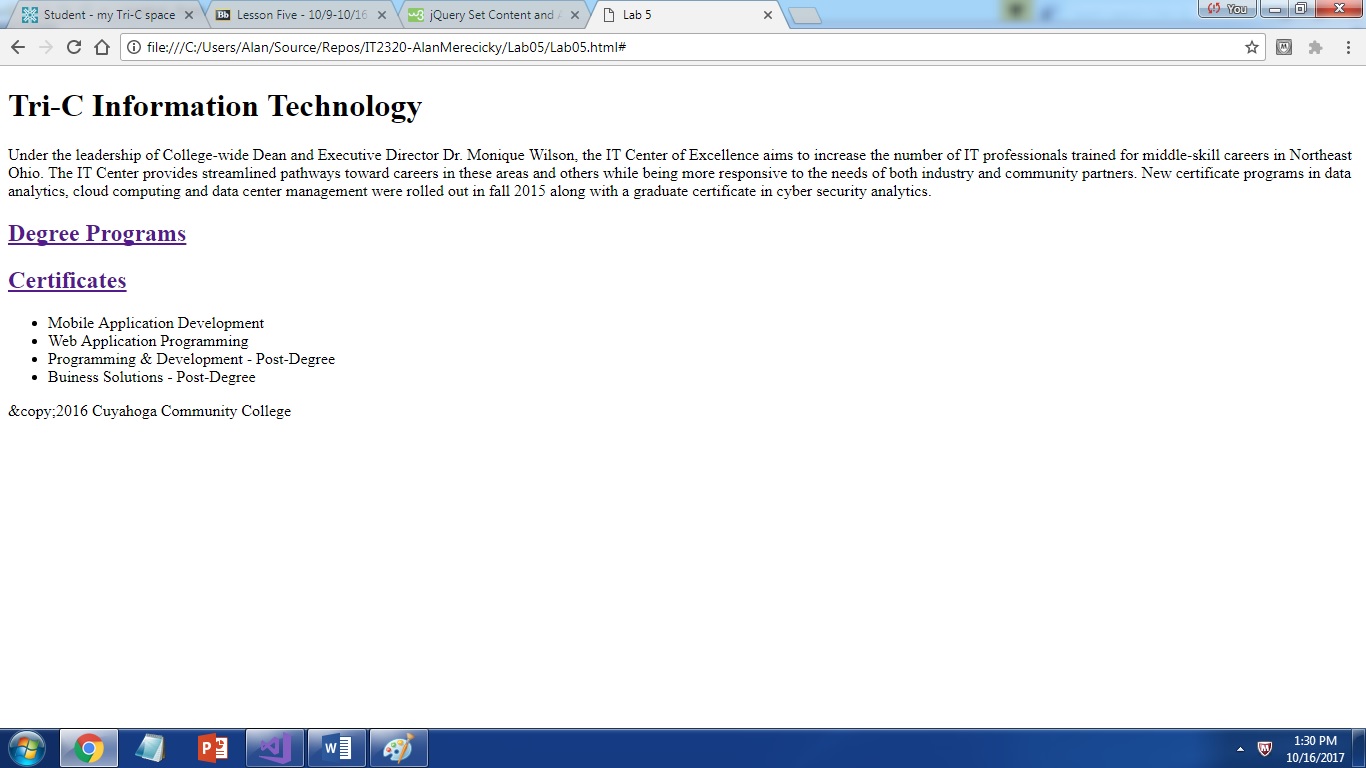 Student - my Tri-C space
Lesson Five - 10/9-10/16
jQuery Set Content and
Lab 5
You
file:///C:/Users/Alan/Source/Repos/IT2320-AlanMerecicky/Lab05/Lab05.html#
Tri-C Information Technology
Under the leadership of College-wide Dean and Executive Director Dr. Monique Wilson, the IT Center of Excellence aims to increase the number of IT professionals trained for middle-skill careers in Northeast
Ohio. The IT Center provides streamlined pathways toward careers in these areas and others while being more responsive to the needs of both industry and community partners. New certificate programs in data
analytics, cloud computing and data center management were rolled out in fall 2015 along with a graduate certificate in cyber security analytics.
Degree Programs
Certificates
• Mobile Application Development
• Web Application Programming
• Programming & Development - Post-Degree
• Buiness Solutions - Post-Degree
&copy;2016 Cuyahoga Community College
1:30 PM
10/16/2017